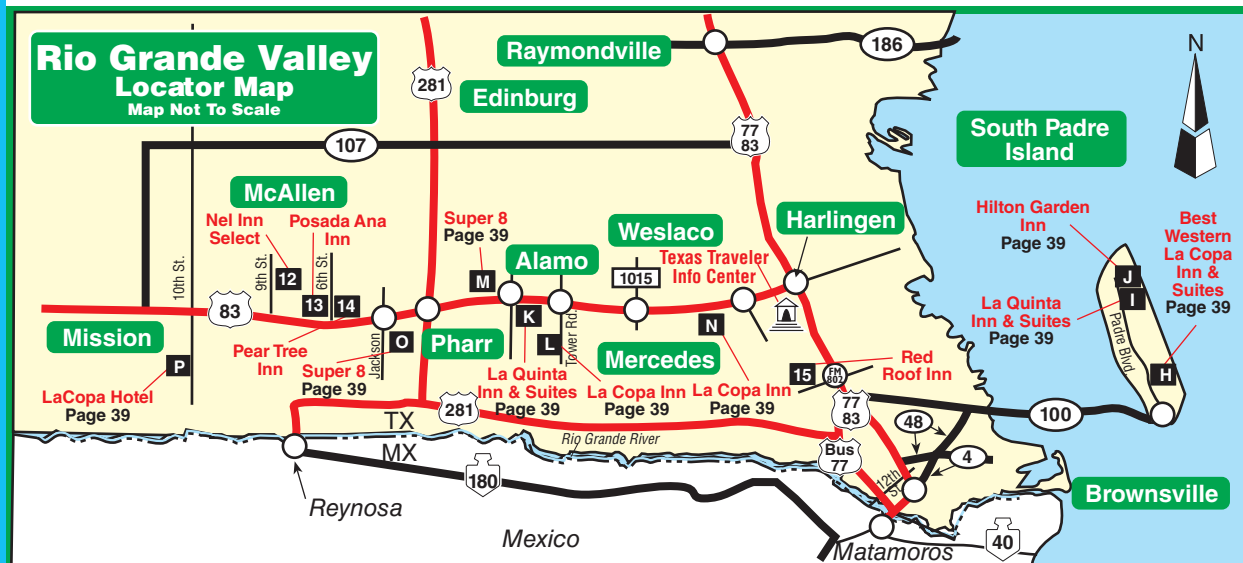 Rio Grande Valley
Locator Map
Map Not To Scale
Raymondville
186
N
281
Edinburg
77
83
South Padre
Island
107
McAllen
Nel Inn
Select
Posada Ana
Inn
Super 8
Page 39
Weslaco
Harlingen
Hilton Garden
Inn
Page 39
Best
Western
La Copa
Inn &
Suites
Page 39
10th St.
9th St.
12
6th St.
13
14
M
Alamo
1015
Texas Traveler
Info Center
J
I
La Quinta
Inn & Suites
Page 39
Padre Blvd
H
83
Mission
P
LaCopa Hotel
Page 39
Pear Tree
Inn
Jackson
O
Super 8
Page 39
Pharr
K
La Quinta
Inn & Suites
Page 39
L
Tower Rd.
La Copa Inn
Page 39
Mercedes
N
La Copa Inn
Page 39
15
FM
802
Red
Roof Inn
281
TX
MX
Rio Grande River
77
83
Bus
77
100
48
4
12th
St.
180
Reynosa
Mexico
Matamoros
40
Brownsville